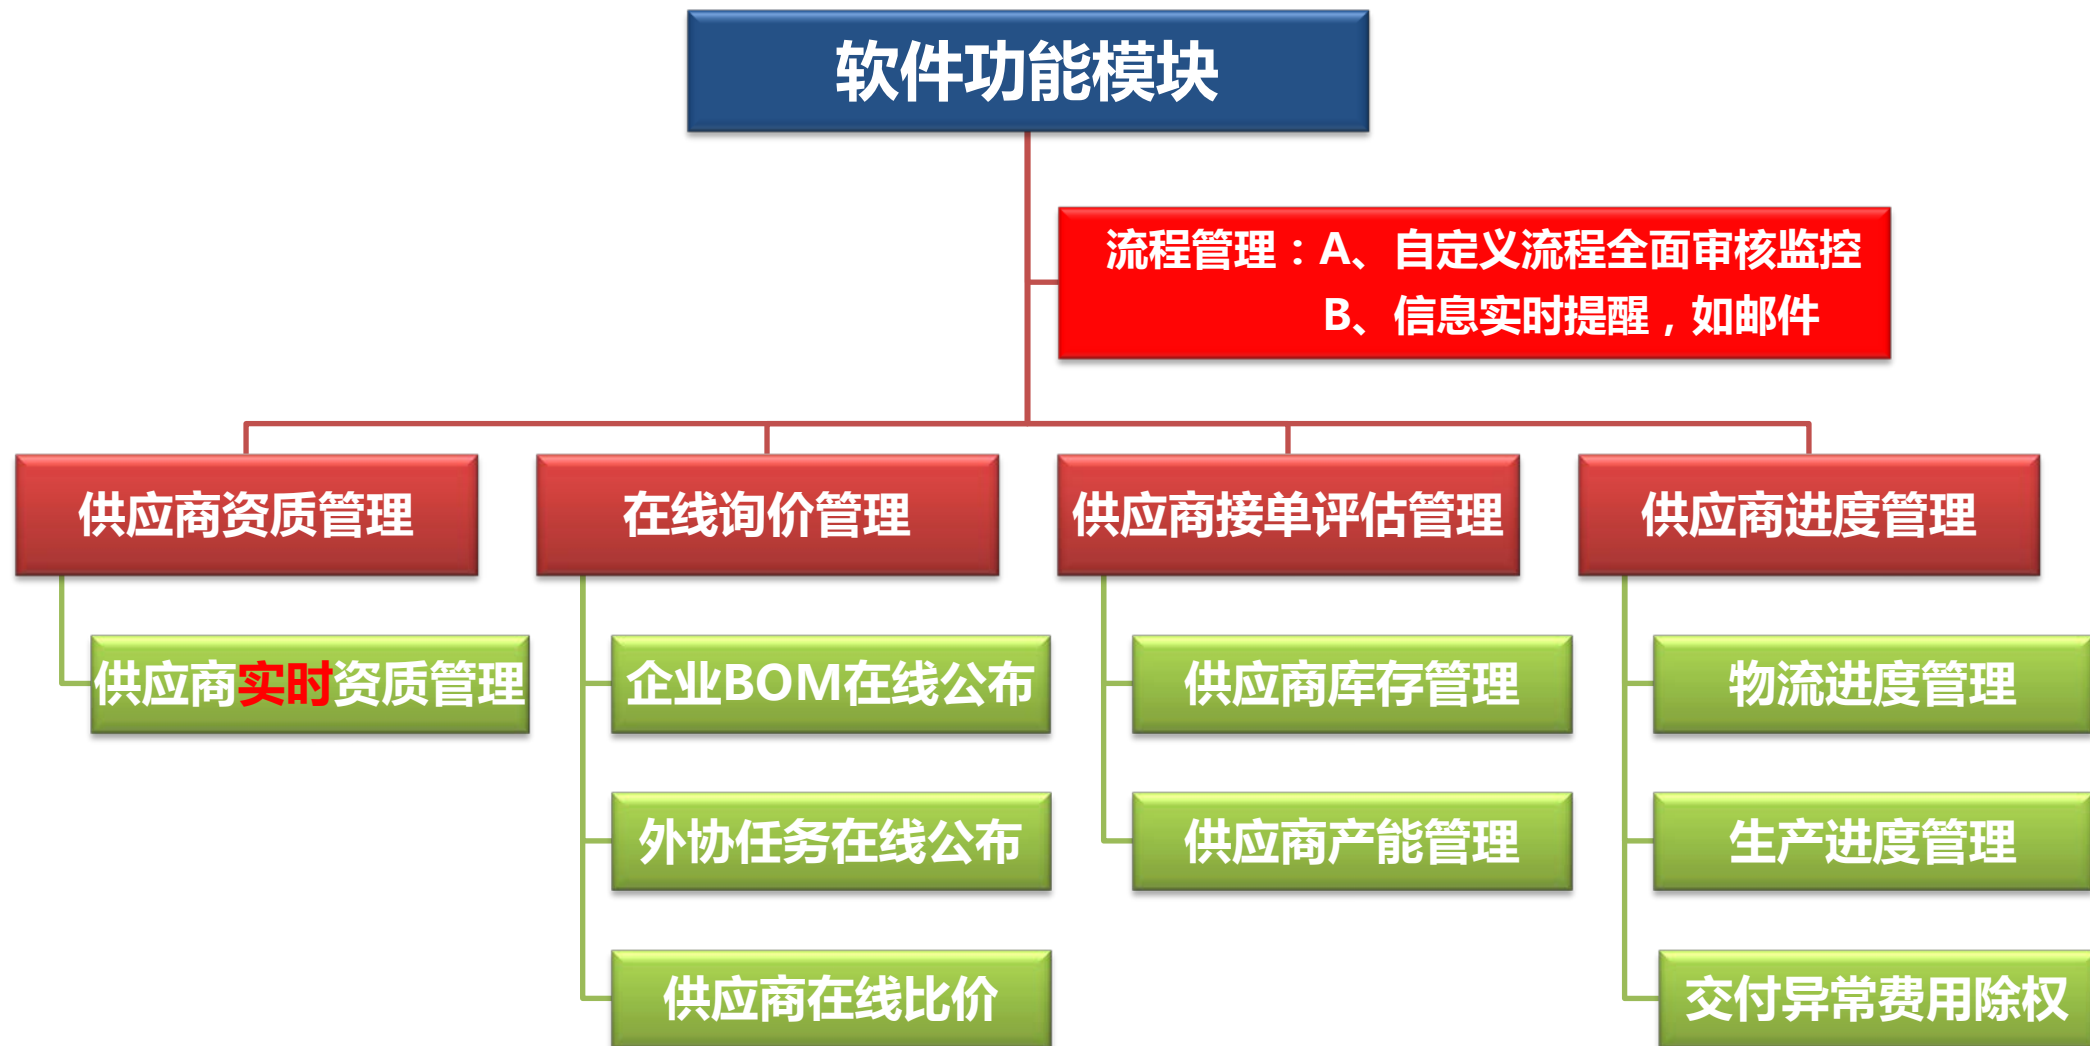 软件功能模块
流程管理：A、自定义流程全面审核监控
B、信息实时提醒，如邮件
供应商资质管理
在线询价管理
供应商接单评估管理
供应商进度管理
供应商实时资质管理
企业BOM在线公布
供应商库存管理
物流进度管理
外协任务在线公布
供应商产能管理
生产进度管理
供应商在线比价
交付异常费用除权